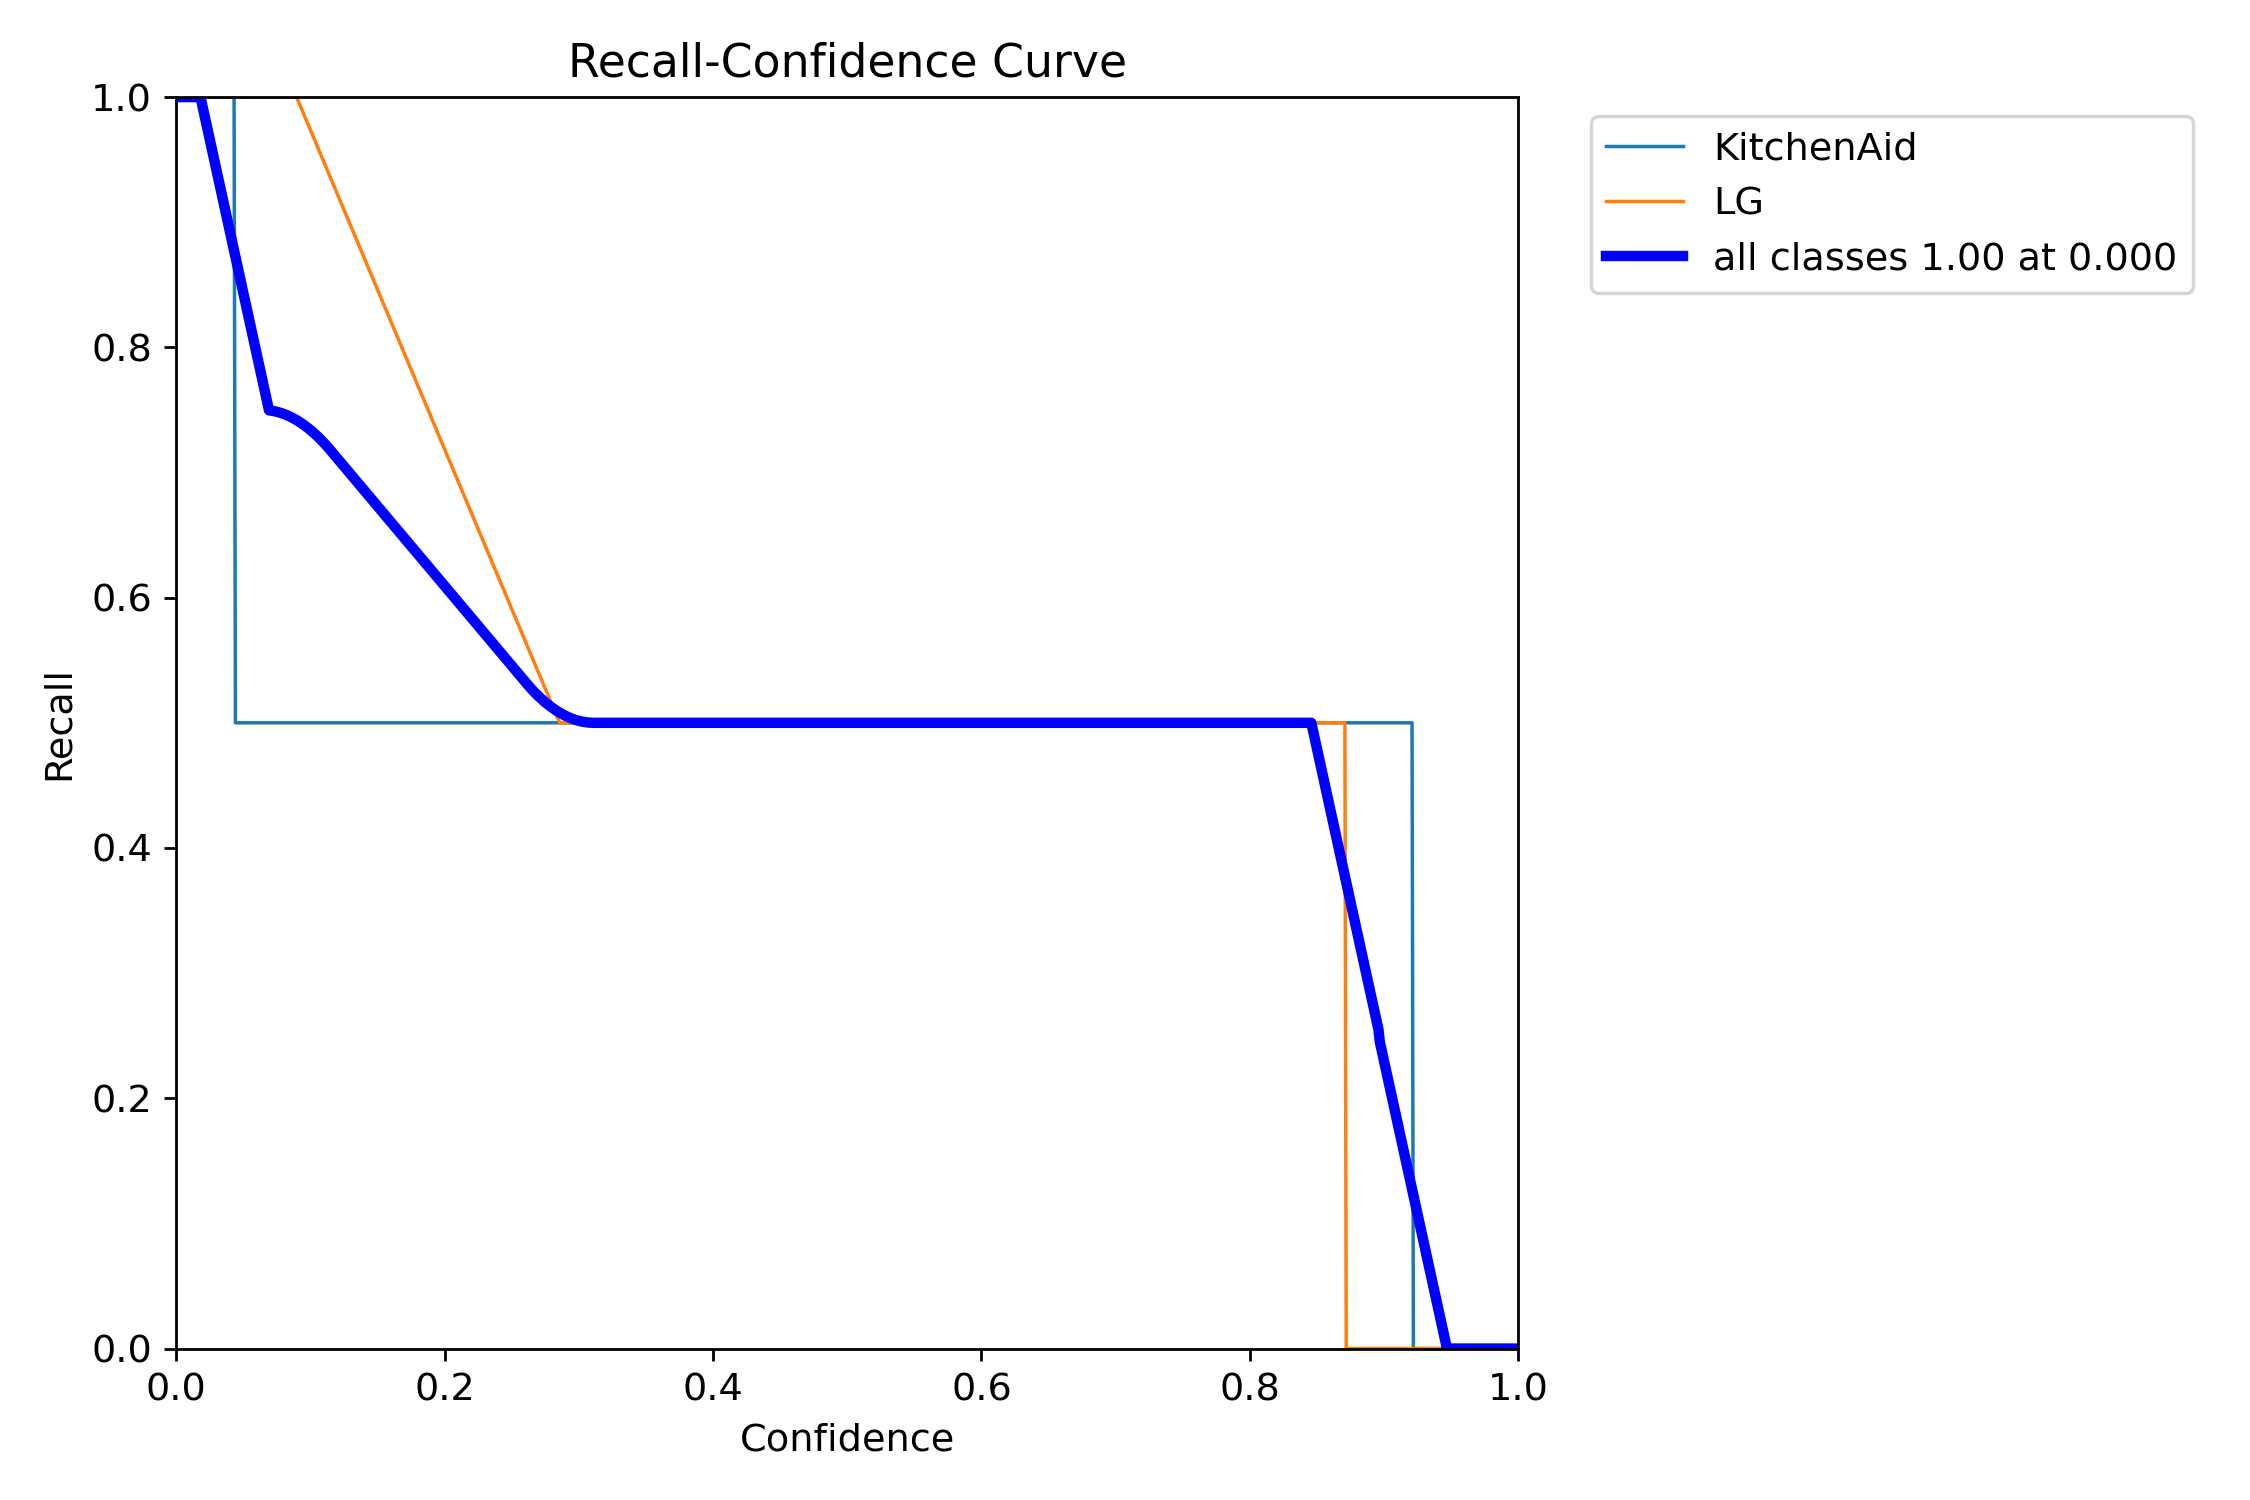 Recall-Confidence Curve
KitchenAid
LG
all classes 1.00 at 0.000
1.0
0.8
0.6
0.4
0.2
0.0
Recall
0.0 0.2 0.4 0.6 0.8 1.0
Confidence